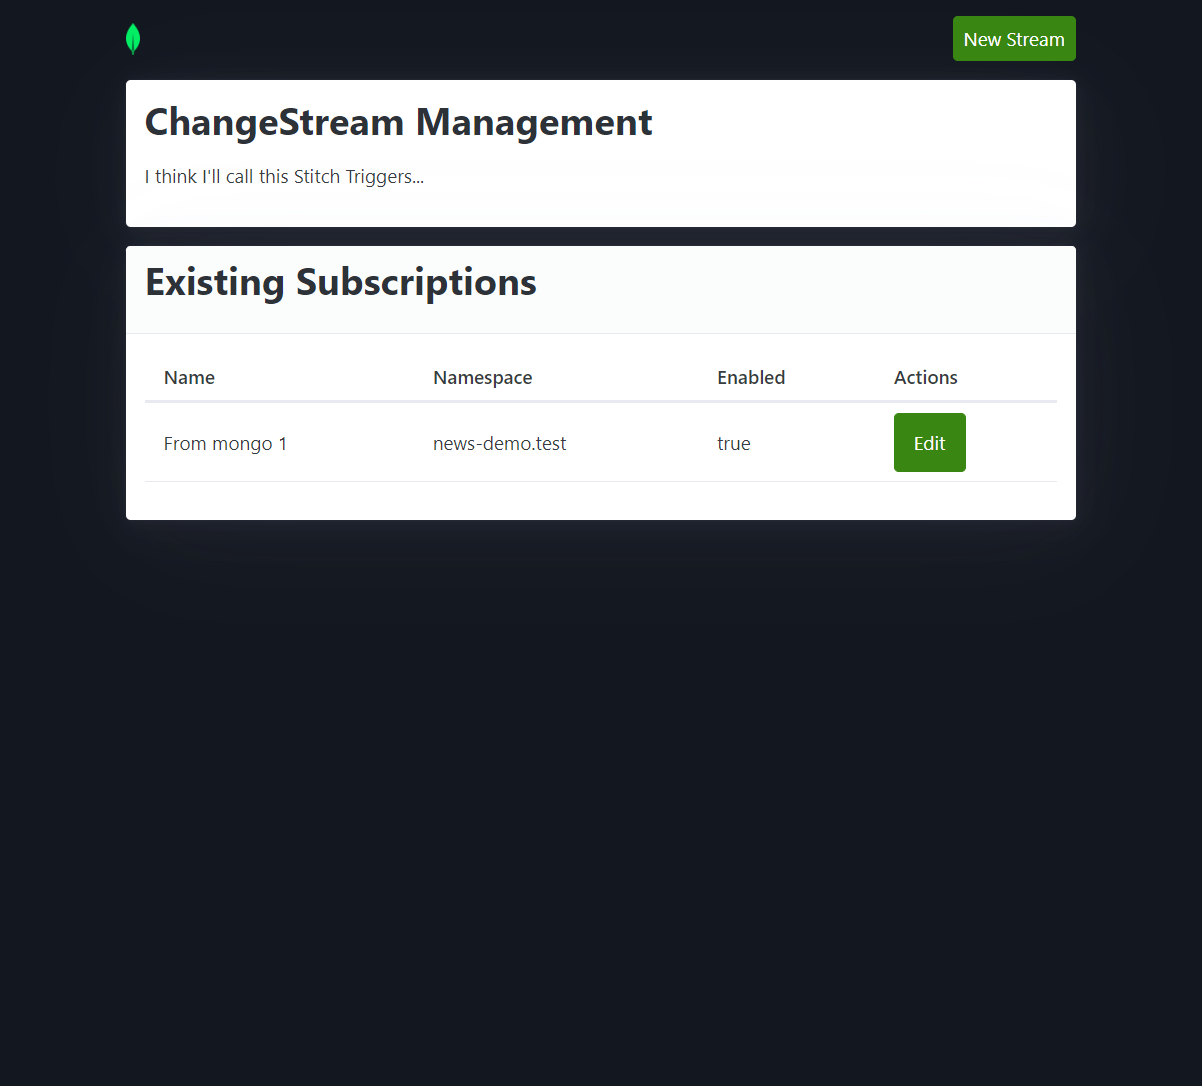 New Stream
ChangeStream Management
I think I'll call this Stitch Triggers...
Existing Subscriptions
Name Namespace Enabled Actions
From mongo 1 news-demo.test true Edit